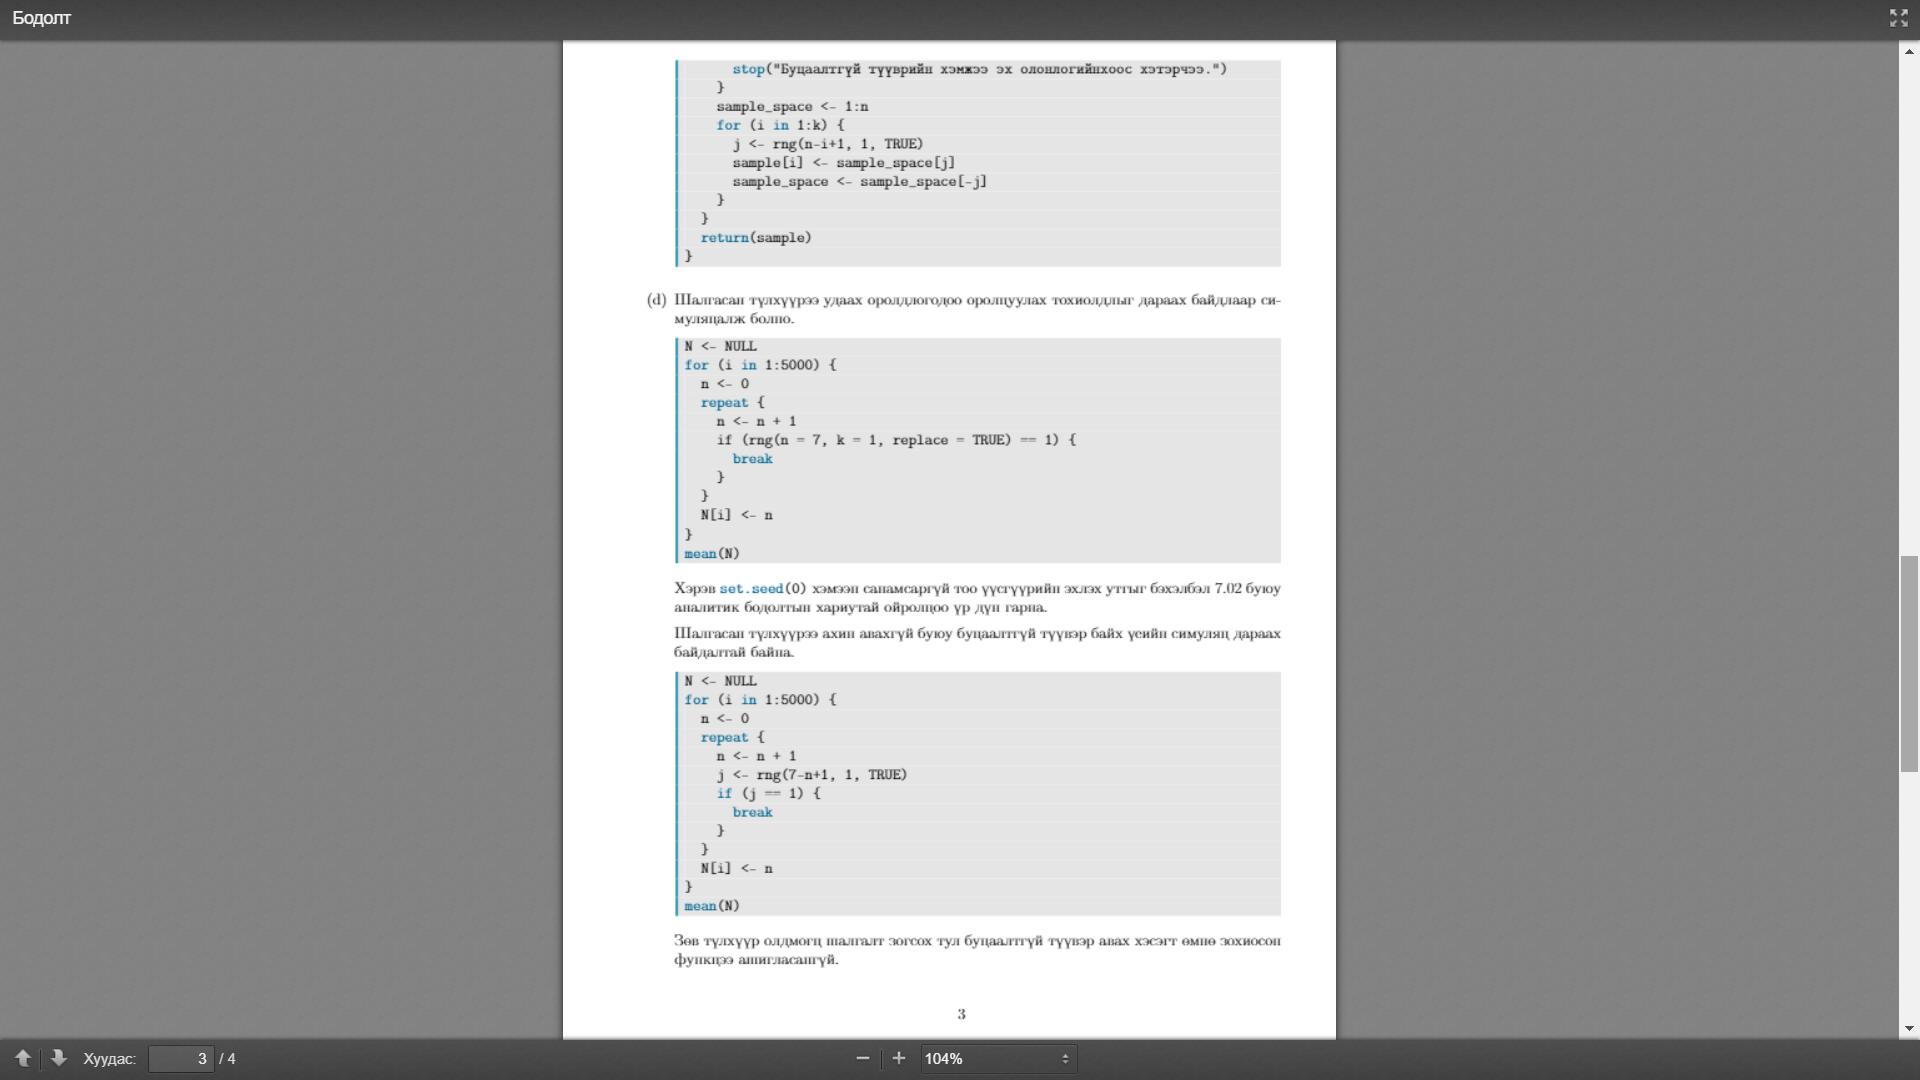 Бодолт
stop("Буцаалтгүй түүврийн хэмжээ эх олонлогийнхоос хэтэрчээ.")
}
sample_space <- 1:n
for (i in 1:k) {
j <- rng(n-i+1, 1, TRUE)
sample[i] <- sample_space[j]
sample_space <- sample_space[-j]
}
}
return(sample)
}
(d) Шалгасан түлхүүрээ удаах оролдлогодоо оролцуулах тохиолдлыг дараах байдлаар си-
муляцалж болно.
N <- NULL
for (i in 1:5000) {
n <- 0
repeat {
n <- n + 1
if (rng(n = 7, k = 1, replace = TRUE) == 1) {
break
}
}
N[i] <- n
}
mean(N)
Хэрэв set.seed(0) хэмээн санамсаргүй тоо үүсгүүрийн эхлэх утгыг бэхэлбэл 7.02 буюу
аналитик бодолтын хариутай ойролцоо үр дүн гарна.
Шалгасан түлхүүрээ ахин авахгүй буюу буцаалтгүй түүвэр байх үеийн симуляц дараах
байдалтай байна.
N <- NULL
for (i in 1:5000) {
n <- 0
repeat {
n <- n + 1
j <- rng(7-n+1, 1, TRUE)
if (j == 1) {
break
}
}
N[i] <- n
}
mean(N)
Зөв түлхүүр олдмогц шалгалт зогсох тул буцаалтгүй түүвэр авах хэсэгт өмнө зохиосон
функцээ ашигласангүй.
3
Хуудас: 3 / 4 104%